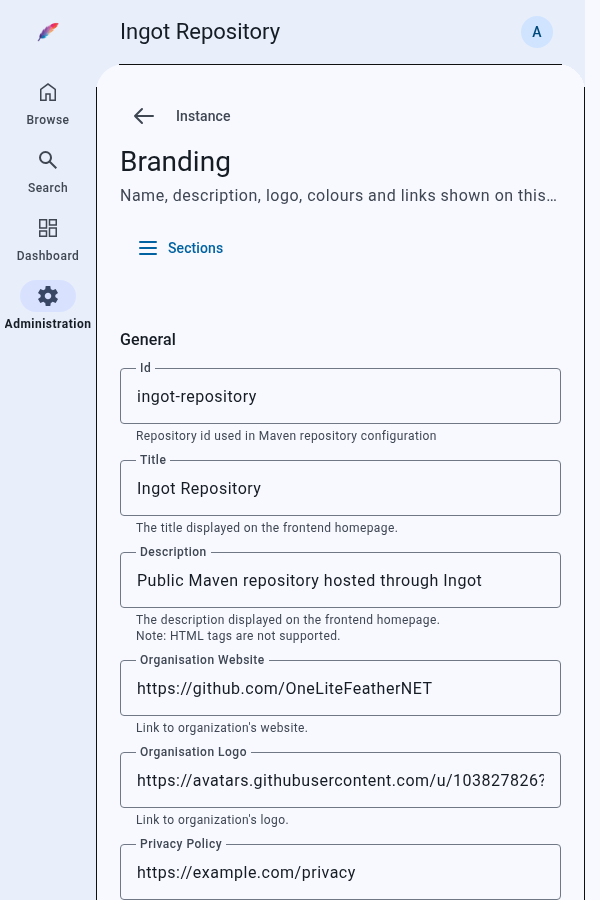 Ingot Repository
A
Browse
Search
Dashboard
Administration
Instance
Branding
Name, description, logo, colours and links shown on this…
Sections
General
Id
ingot-repository
Repository id used in Maven repository configuration
Title
Ingot Repository
The title displayed on the frontend homepage.
Description
Public Maven repository hosted through Ingot
The description displayed on the frontend homepage.
Note: HTML tags are not supported.
Organisation Website
https://github.com/OneLiteFeatherNET
Link to organization's website.
Organisation Logo
https://avatars.githubusercontent.com/u/103827826?
Link to organization's logo.
Privacy Policy
https://example.com/privacy